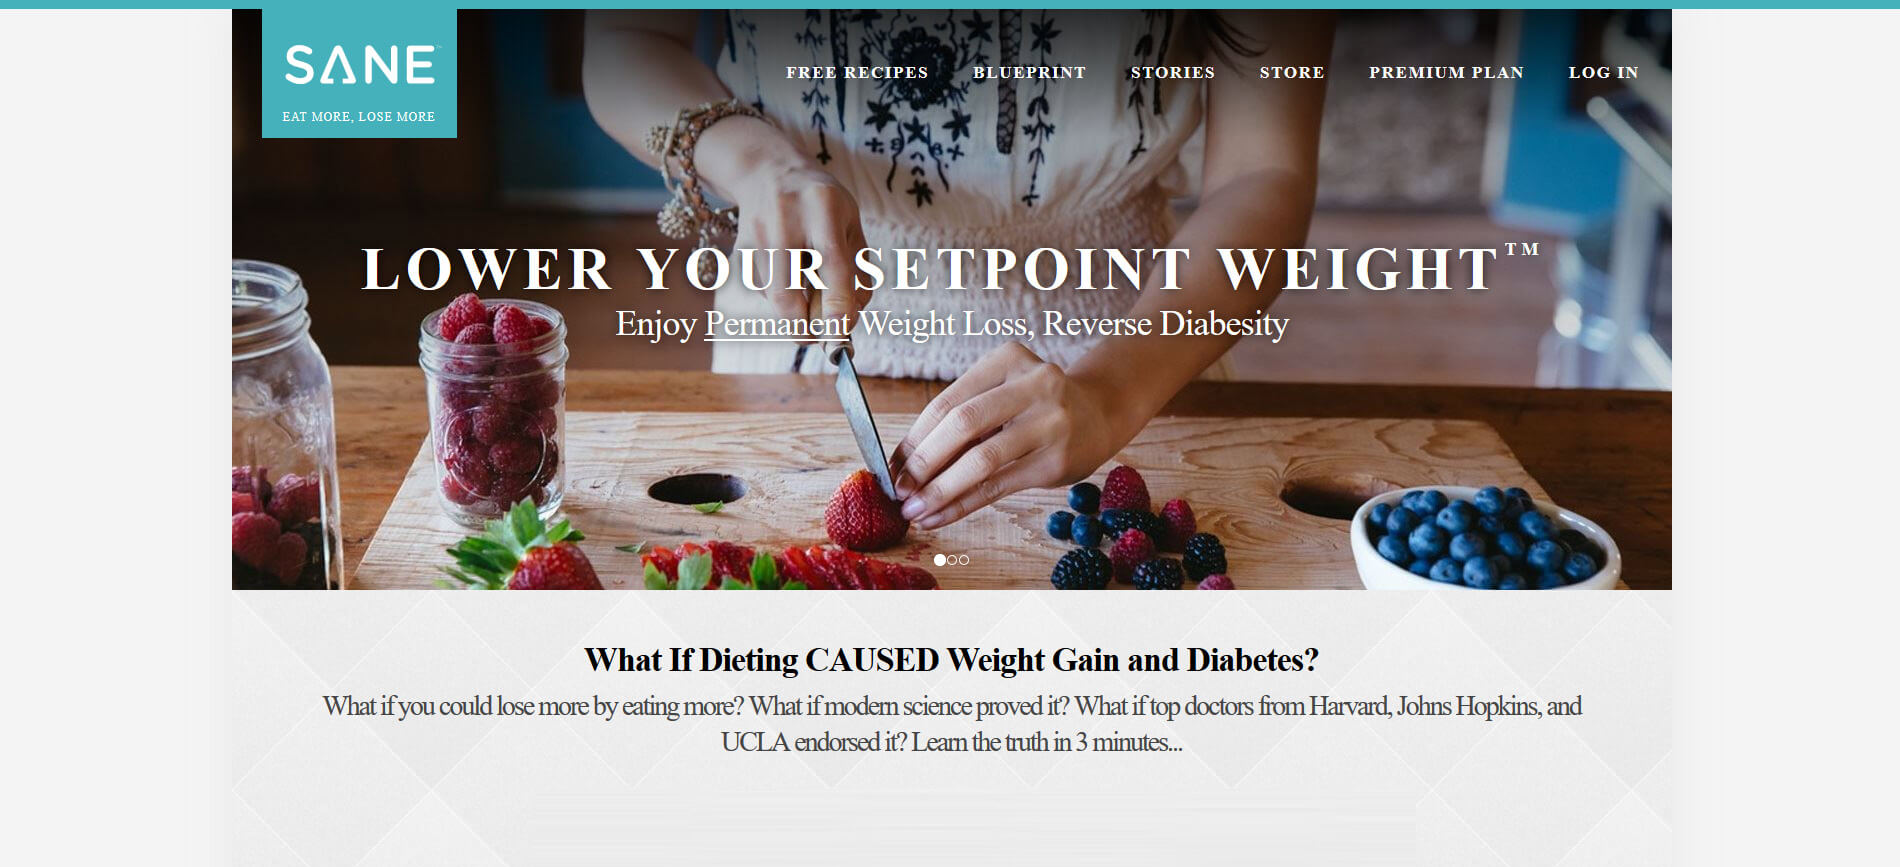 SANE™
EAT MORE, LOSE MORE
FREE RECIPES
BLUEPRINT
STORIES
STORE
PREMIUM PLAN
LOG IN
LOWER YOUR SETPOINT WEIGHT™
Enjoy Permanent Weight Loss, Reverse Diabesity
What If Dieting CAUSED Weight Gain and Diabetes?
What if you could lose more by eating more? What if modern science proved it? What if top doctors from Harvard, Johns Hopkins, and
UCLA endorsed it? Learn the truth in 3 minutes...